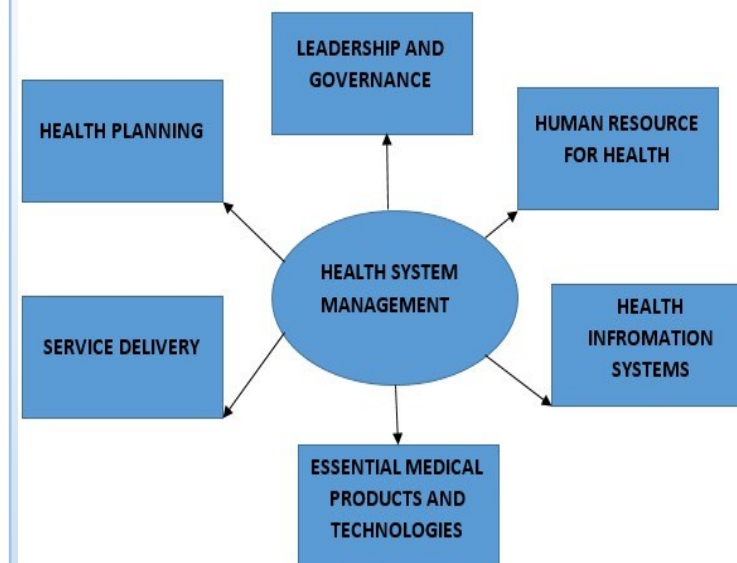 LEADERSHIP AND
GOVERNANCE
HEALTH PLANNING
HUMAN RESOURCE
FOR HEALTH
HEALTH SYSTEM
MANAGEMENT
SERVICE DELIVERY
HEALTH
INFROMATION
SYSTEMS
ESSENTIAL MEDICAL
PRODUCTS AND
TECHNOLOGIES